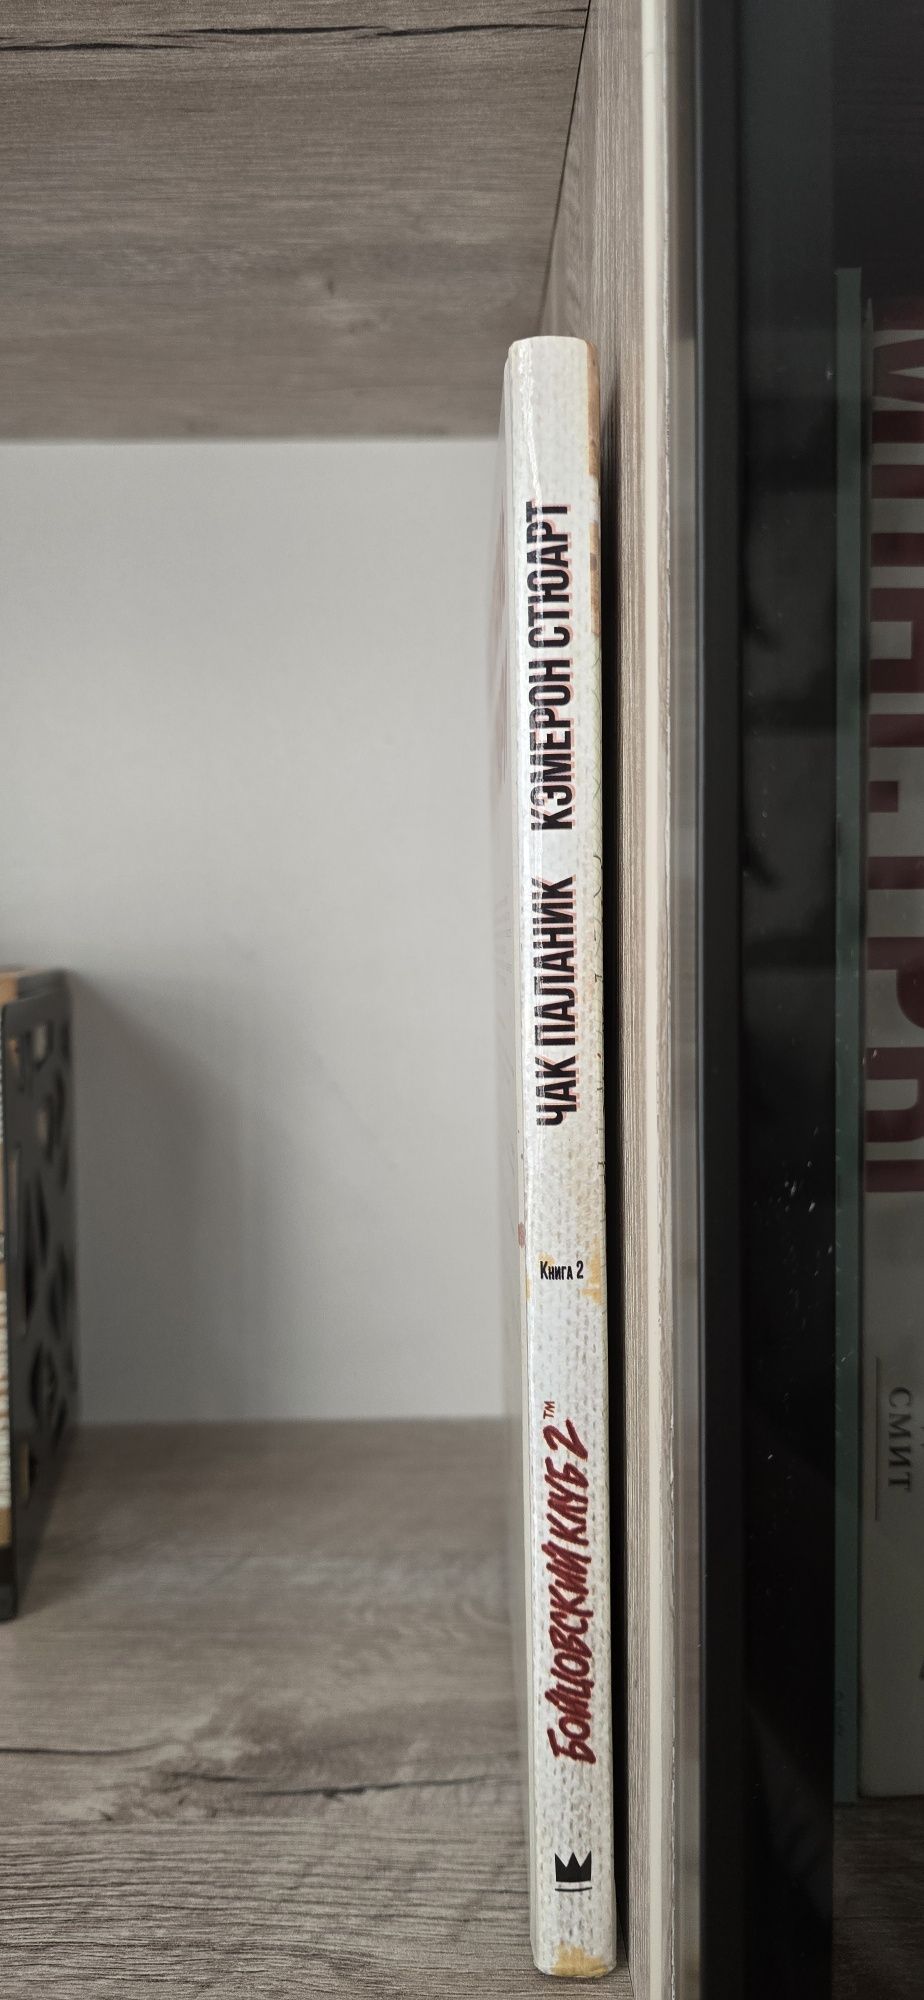 Бойцовский клуб 2™
Книга 2
ЧАК ПАЛАНИК КЭМЕРОН СТЮАРТ
СМИТ